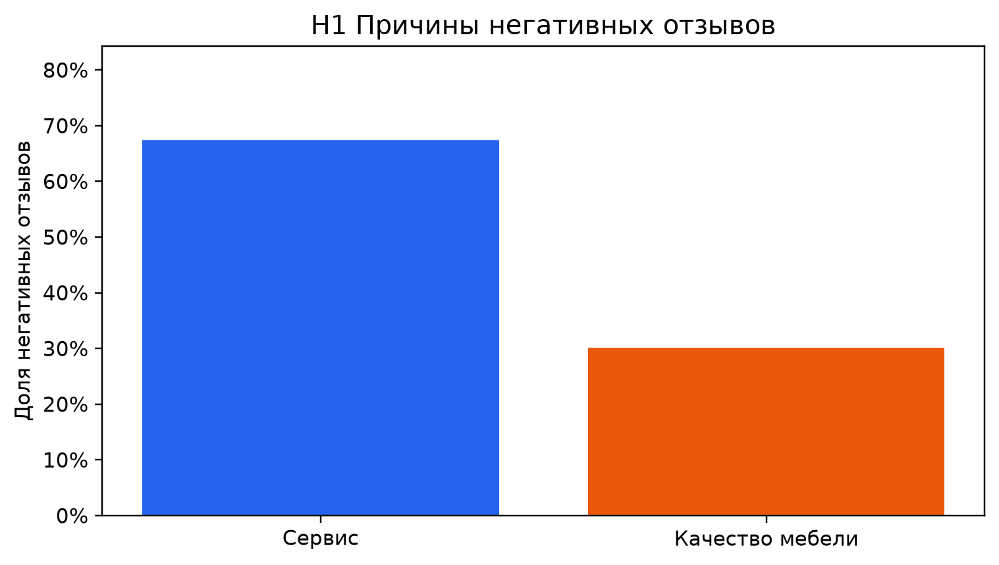 H1 Причины негативных отзывов
Доля негативных отзывов
80%
70%
60%
50%
40%
30%
20%
10%
0%
Сервис
Качество мебели